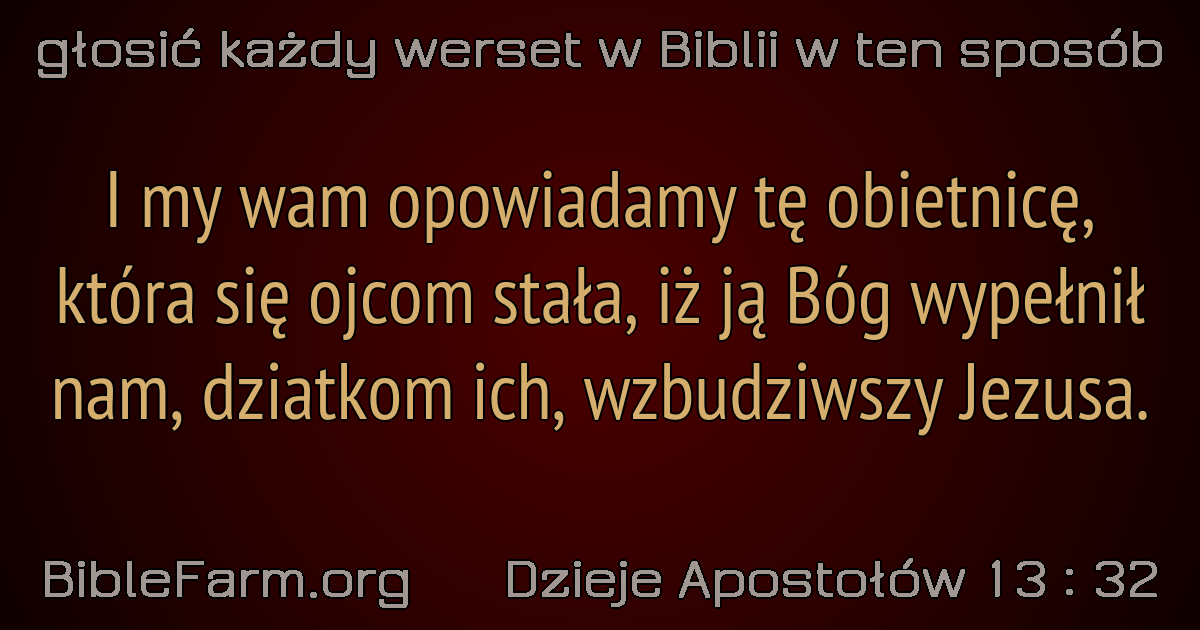 głosić każdy werset w Biblii w ten sposób
I my wam opowiadamy tę obietnicę,
która się ojcom stała, iż ją Bóg wypełnił
nam, dziatkom ich, wzbudziwszy Jezusa.
BibleFarm.org Dzieje Apostołów 13 : 32